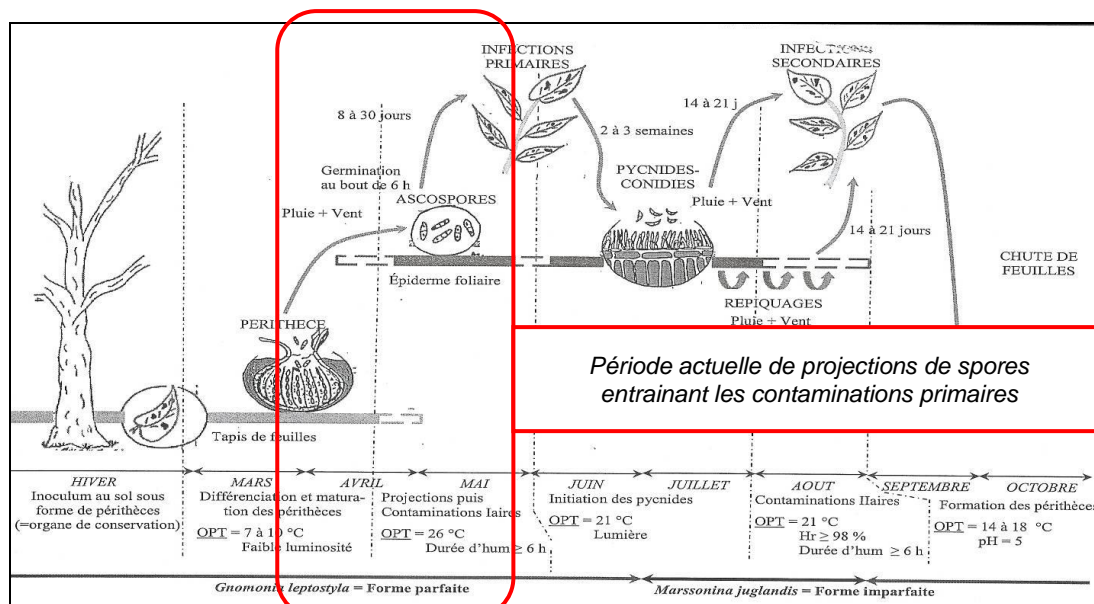 INFECTIONS
PRIMAIRES
INFECTIONS
SECONDAIRES
8 à 30 jours
14 à 21 j
2 à 3 semaines
Germination
au bout de 6 h
ASCOSPORES
PYCNIDES-
CONIDIES
Pluie + Vent
Pluie + Vent
14 à 21 jours
CHUTE DE
FEUILLES
Épiderme foliaire
REPIQUAGES
Pluie + Vent
PERITHECE
Période actuelle de projections de spores
entrainant les contaminations primaires
Tapis de feuilles
HIVER
Inoculum au sol sous
forme de périthèces
(=organe de conservation)
MARS
AVRIL
Différenciation et matura-
tion des périthèces
OPT = 7 à 10 °C
Faible luminosité
MAI
Projections puis
Contaminations Iaires
OPT = 26 °C
Durée d'hum ≥ 6 h
JUIN
JUILLET
Initiation des pycnides
OPT = 21 °C
Lumière
AOUT
Contaminations IIaires
OPT = 21 °C
Hr ≥ 98 %
Durée d'hum ≥ 6 h
SEPTEMBRE
OCTOBRE
Formation des périthèces
OPT = 14 à 18 °C
pH = 5
Gnomonia leptostyla = Forme parfaite
Marssonina juglandis = Forme imparfaite